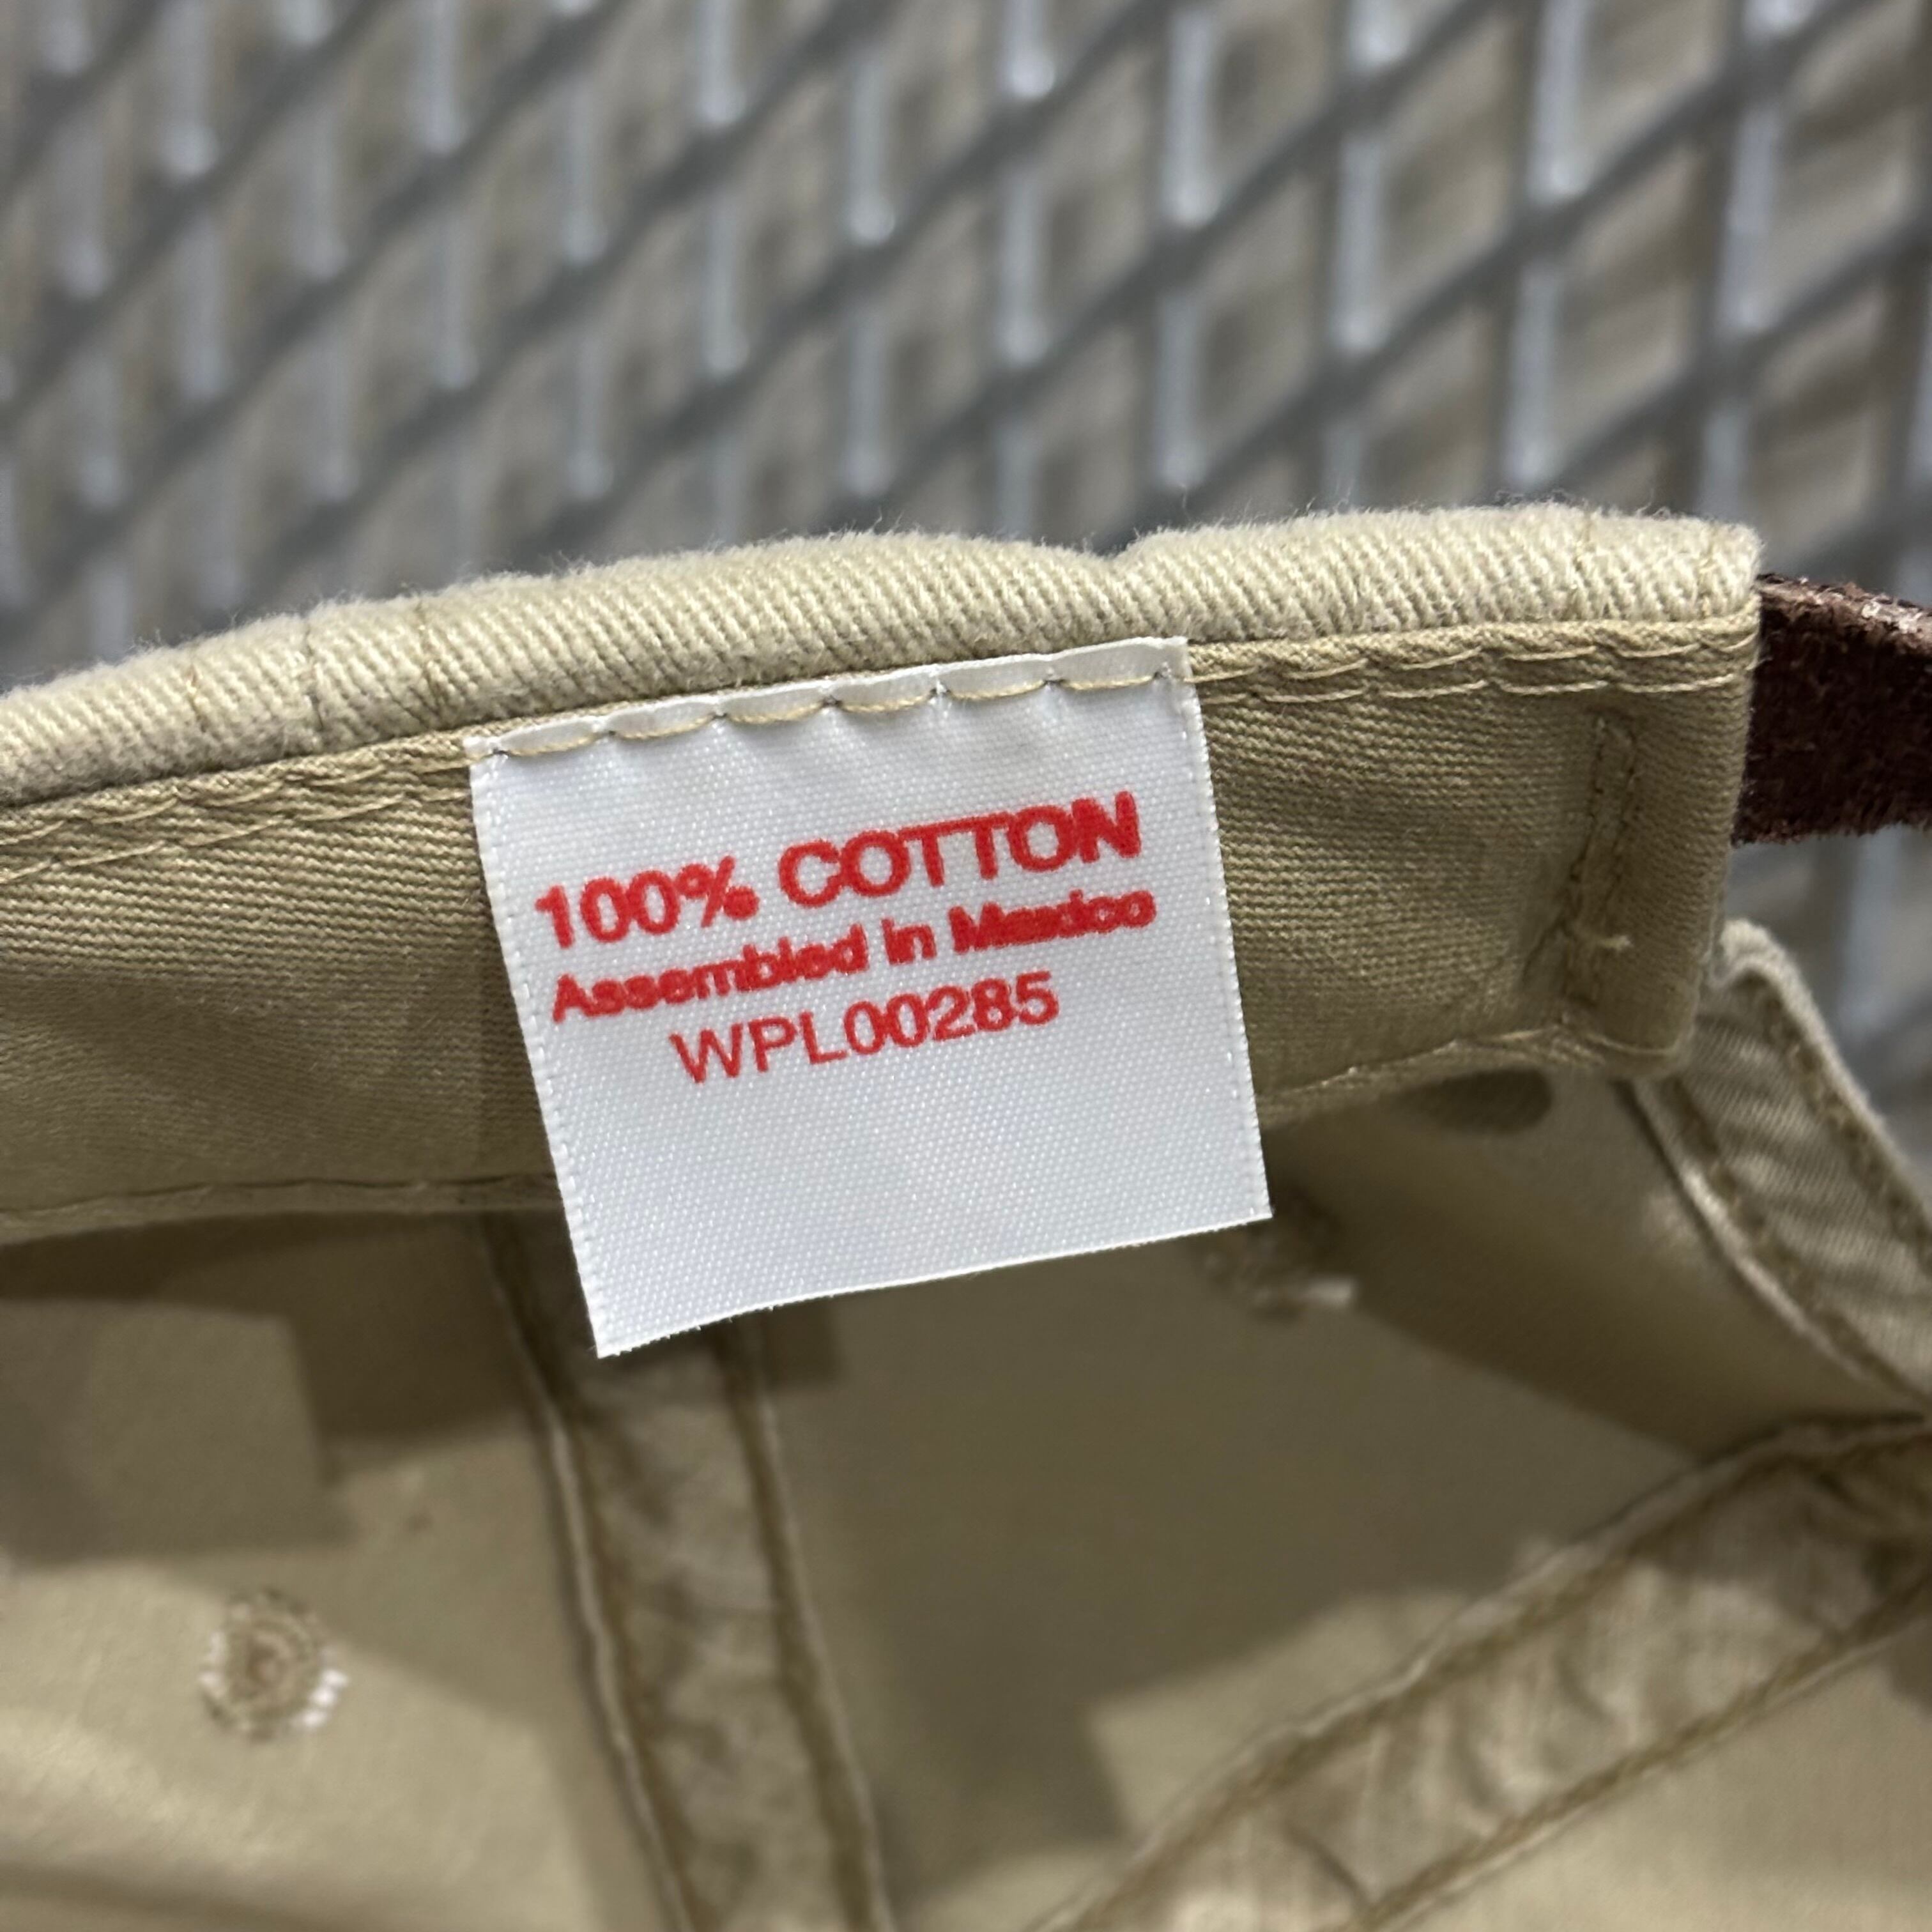 100% COTTON
Assembled in Mexico
WPL00285